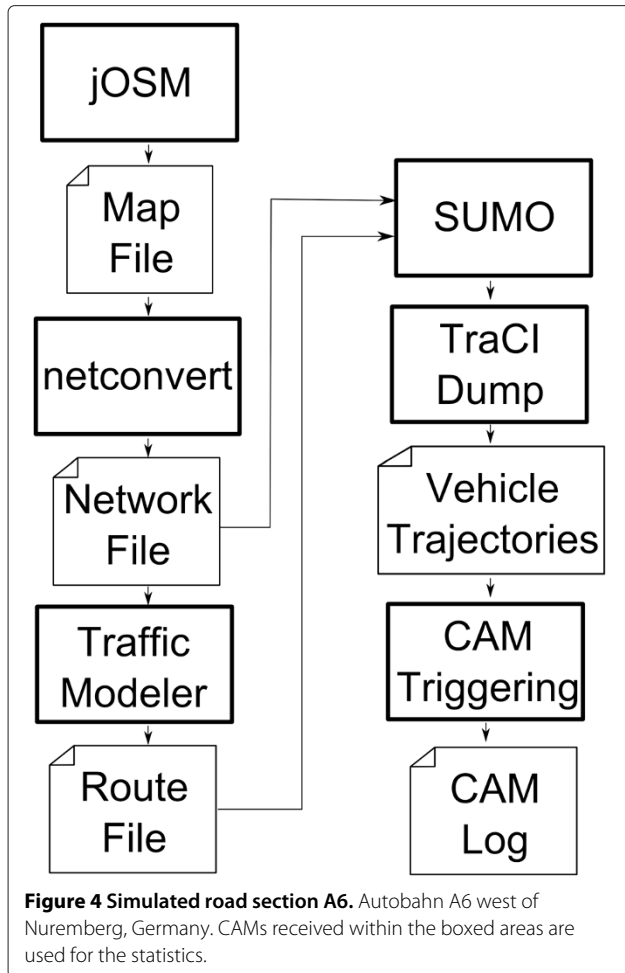 jOSM
Map
File
netconvert
Network
File
Traffic
Modeler
Route
File
SUMO
TraCI
Dump
Vehicle
Trajectories
CAM
Triggering
CAM
Log
Figure 4 Simulated road section A6. Autobahn A6 west of
Nuremberg, Germany. CAMs received within the boxed areas are
used for the statistics.